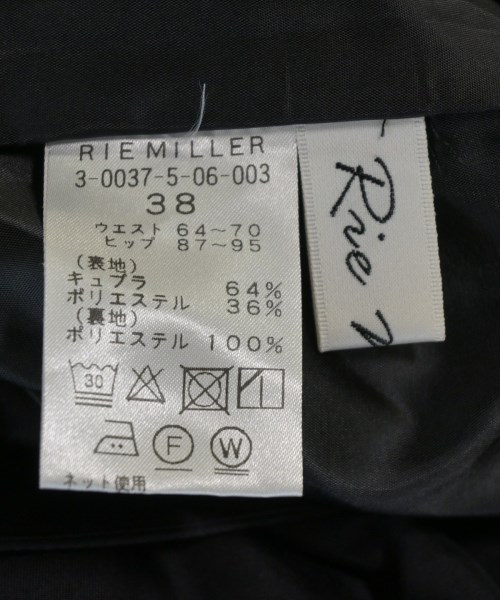 RIE MILLER
3-0037-5-06-003
38
ウエスト 64～70
ヒップ 87～95
(表地)
キュプラ 64%
ポリエステル 36%
(裏地)
ポリエステル 100%
30
F W
ネット使用
Rie